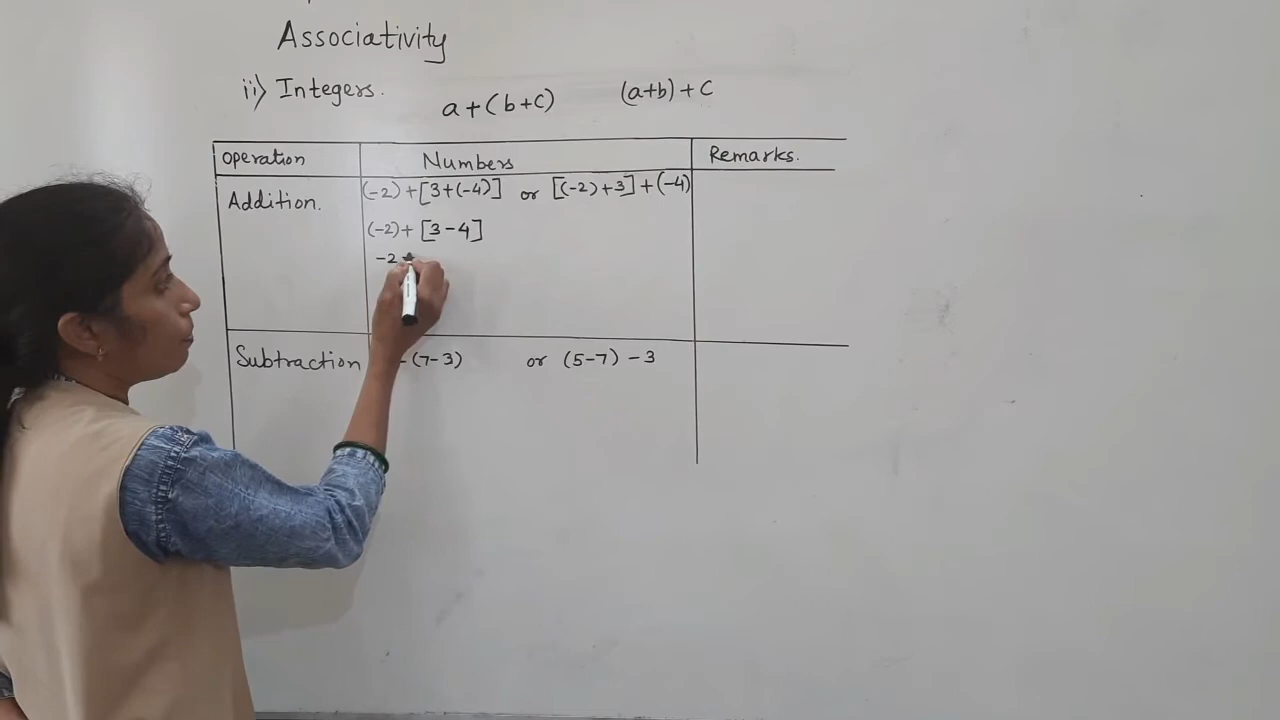 Associativity
ii) Integers.
a+(b+c) (a+b)+c
operation Numbers Remarks.
Addition. (-2)+[3+(-4)] or [(-2)+3]+(-4)
(-2)+[3-4]
-2
Subtraction -(7-3) or (5-7)-3